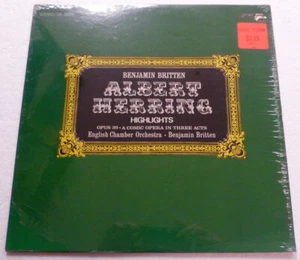 BENJAMIN BRITTEN
ALBERT
HERRING
HIGHLIGHTS
OPUS 39 - A COMIC OPERA IN THREE ACTS
English Chamber Orchestra - Benjamin Britten